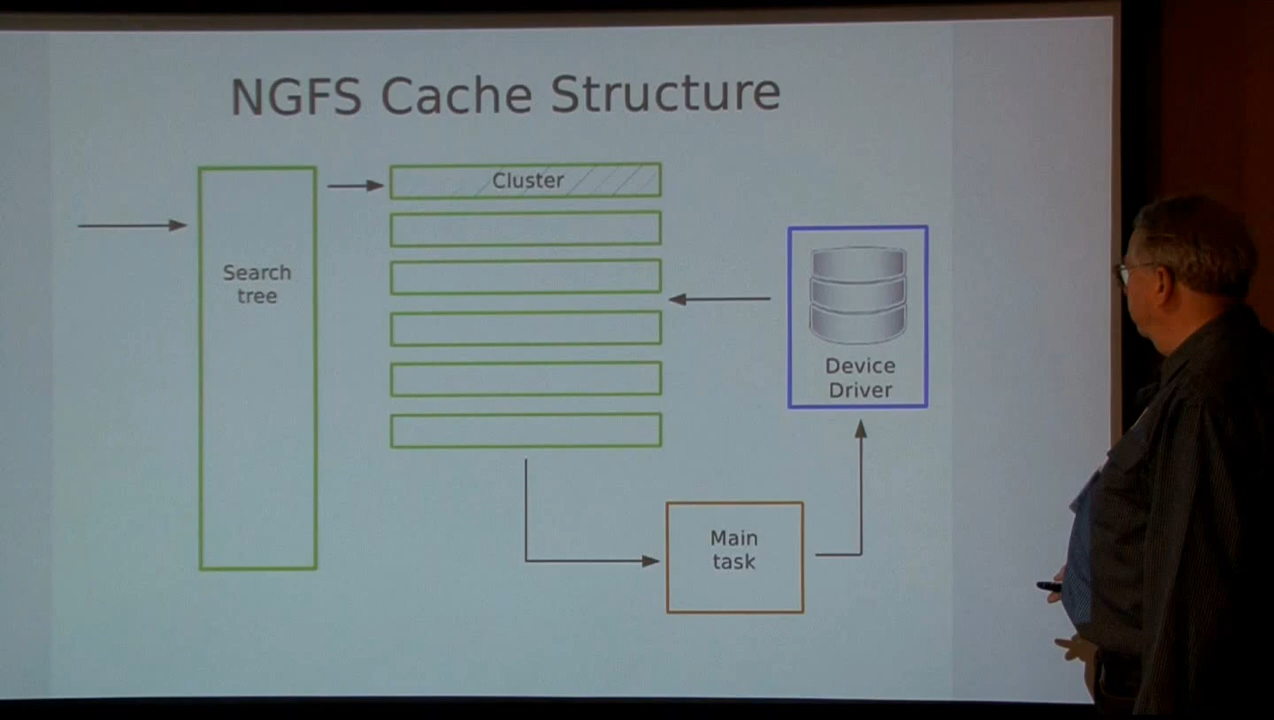 NGFS Cache Structure
Cluster
Search
tree
Device
Driver
Main
task